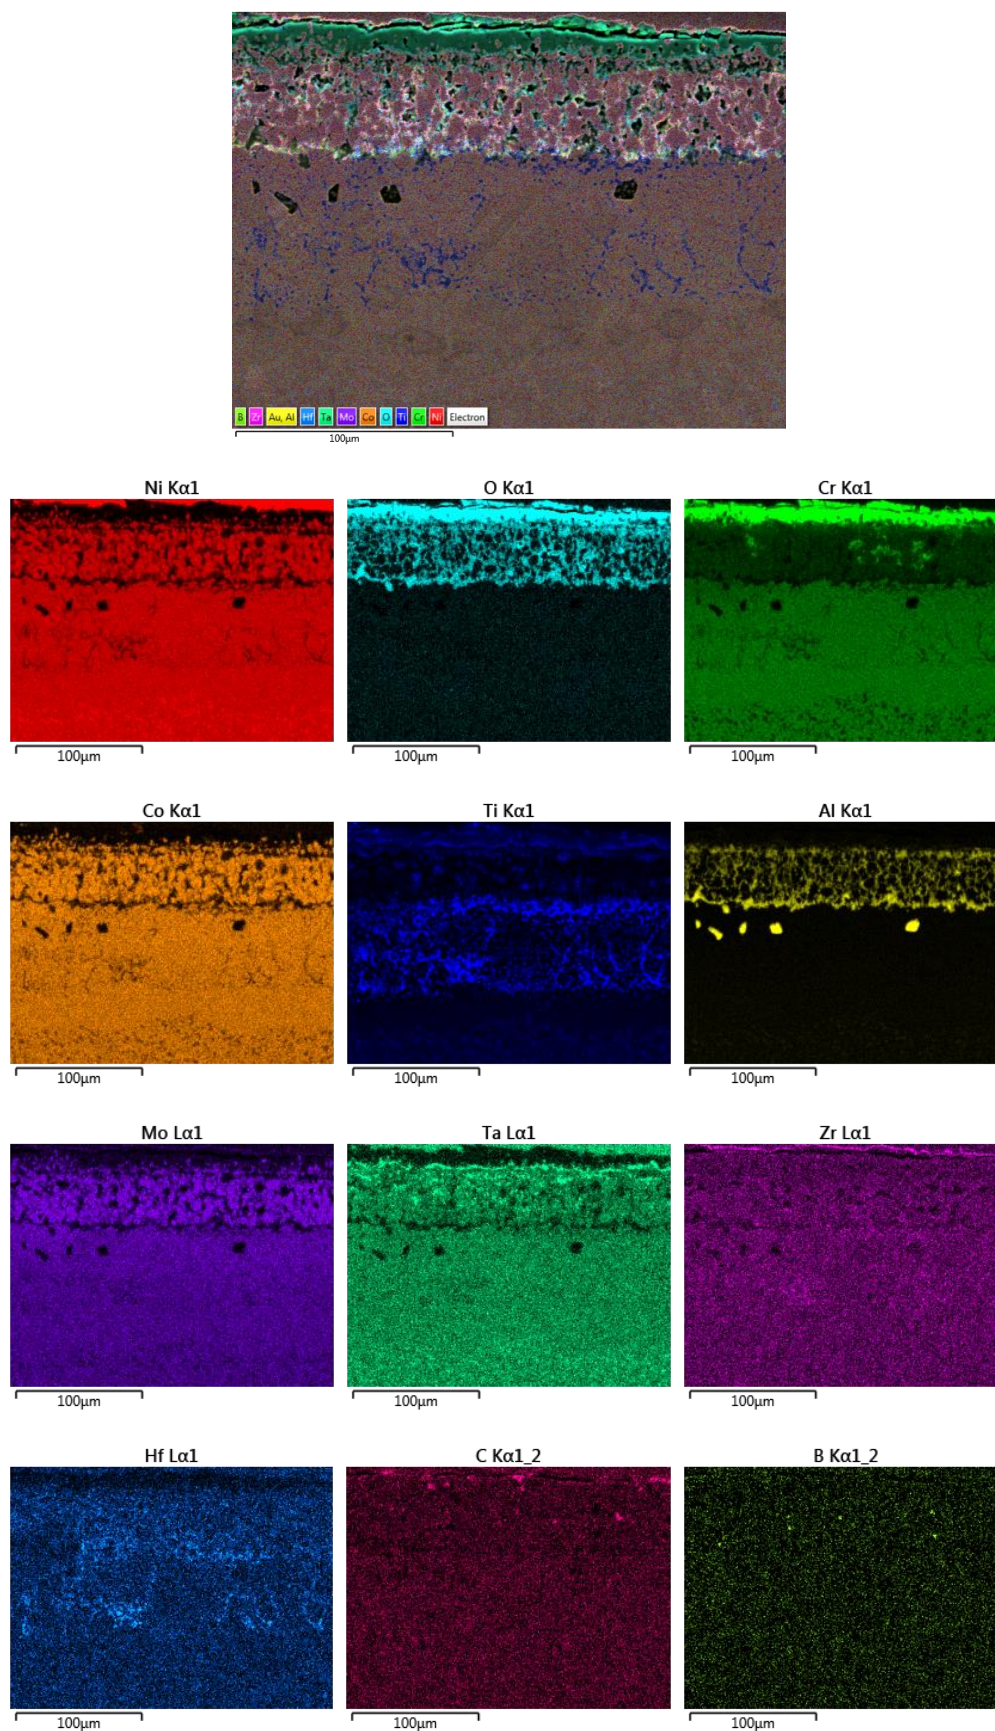 B Zr Au, Al Hf Ta Mo Co O Ti Cr Ni Electron
100µm
Ni Kα1
O Kα1
Cr Kα1
100µm
100µm
100µm
Co Kα1
Ti Kα1
Al Kα1
100µm
100µm
100µm
Mo Lα1
Ta Lα1
Zr Lα1
100µm
100µm
100µm
Hf Lα1
C Kα1_2
B Kα1_2
100µm
100µm
100µm